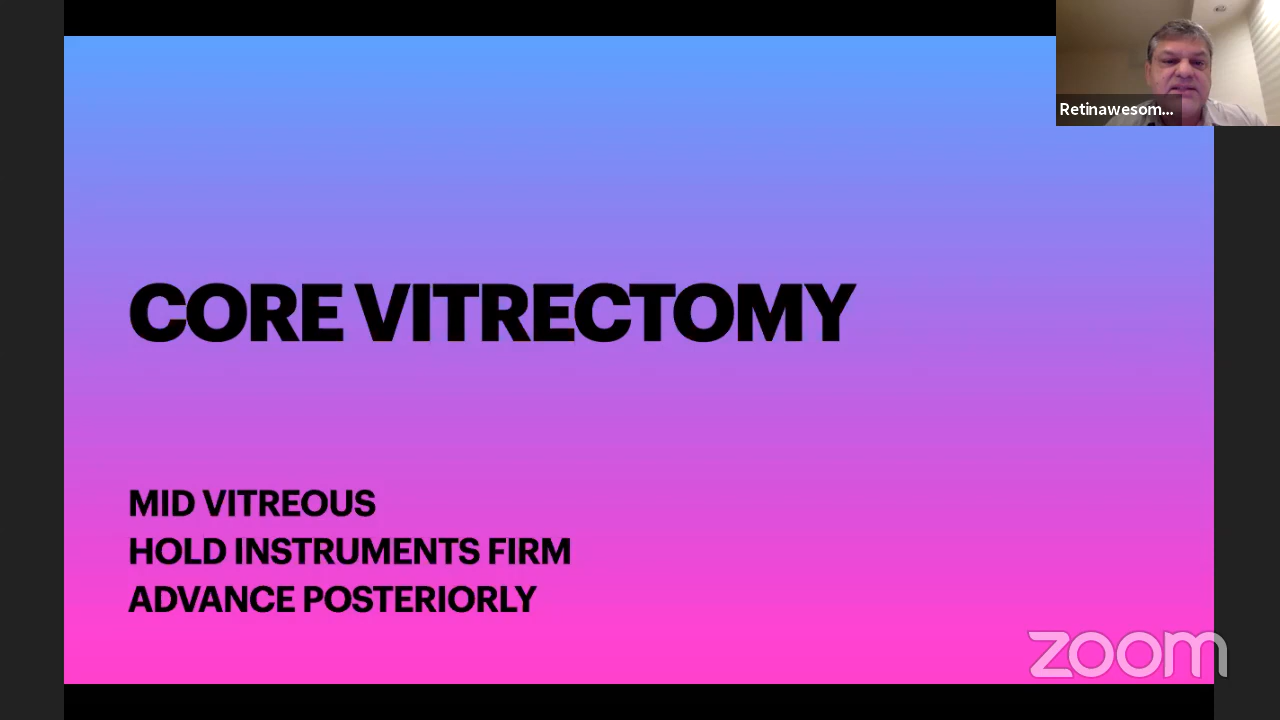 Retinawesom...
CORE VITRECTOMY
MID VITREOUS
HOLD INSTRUMENTS FIRM
ADVANCE POSTERIORLY
zoom